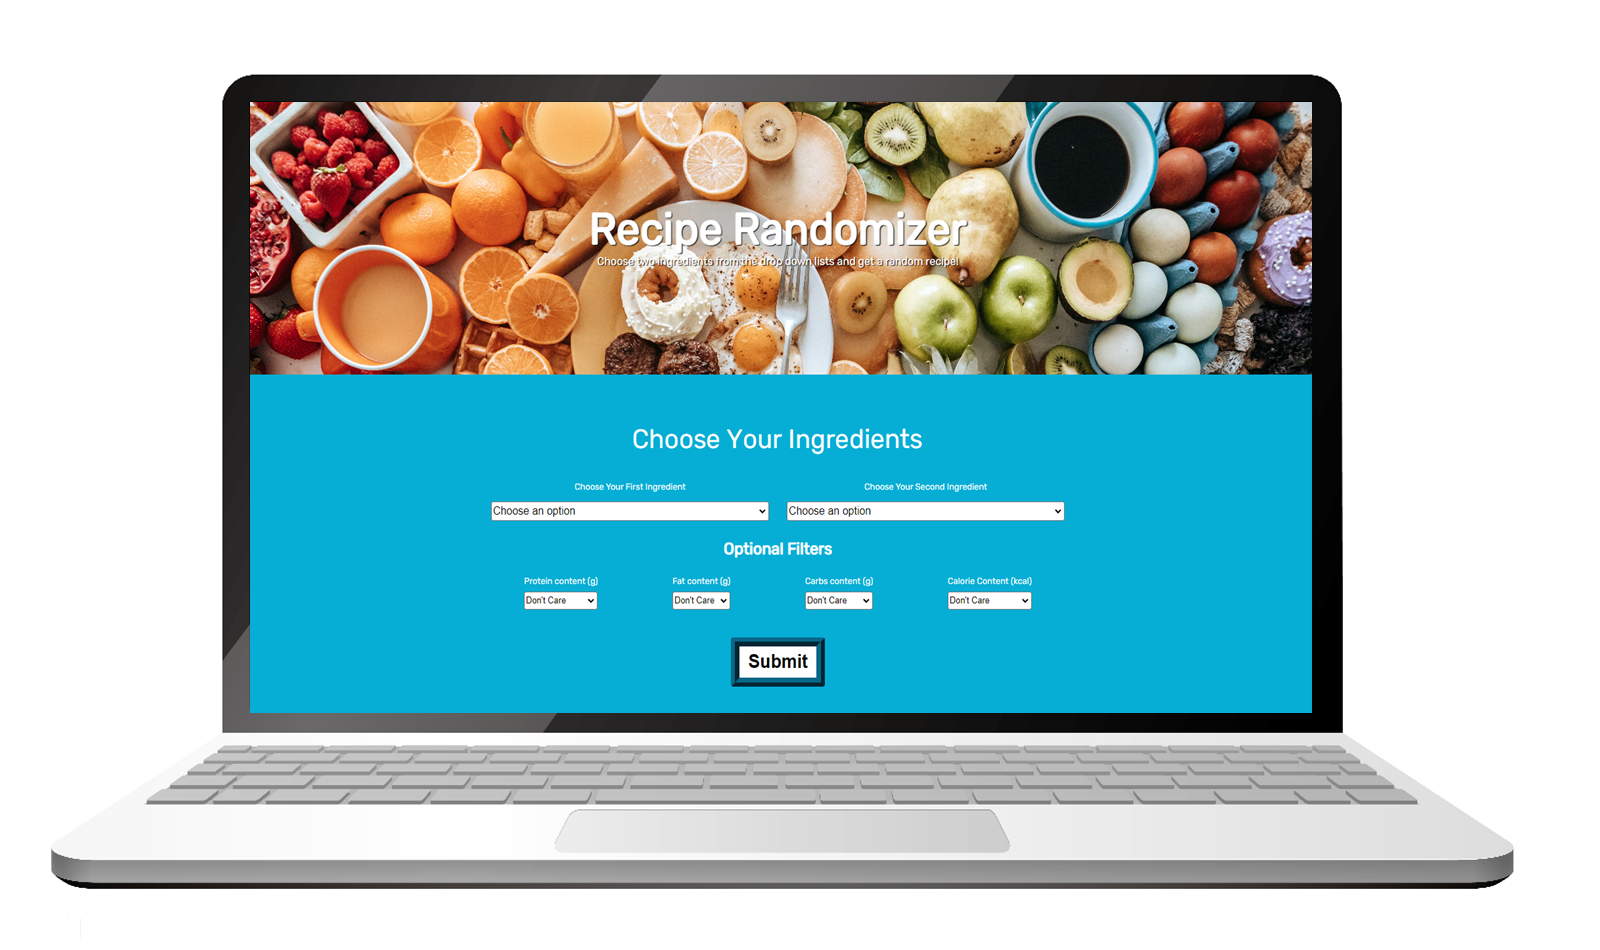 Recipe Randomizer
Choose two ingredients from the drop down lists and get a random recipe!
Choose Your Ingredients
Choose Your First Ingredient
Choose Your Second Ingredient
Choose an option
Choose an option
Optional Filters
Protein content (g)
Fat content (g)
Carbs content (g)
Calorie Content (kcal)
Don't Care
Don't Care
Don't Care
Don't Care
Submit